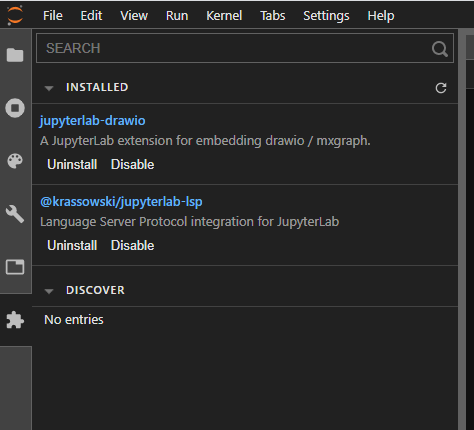 File Edit View Run Kernel Tabs Settings Help
SEARCH
INSTALLED
jupyterlab-drawio
A JupyterLab extension for embedding drawio / mxgraph.
Uninstall Disable
@krassowski/jupyterlab-lsp
Language Server Protocol integration for JupyterLab
Uninstall Disable
DISCOVER
No entries